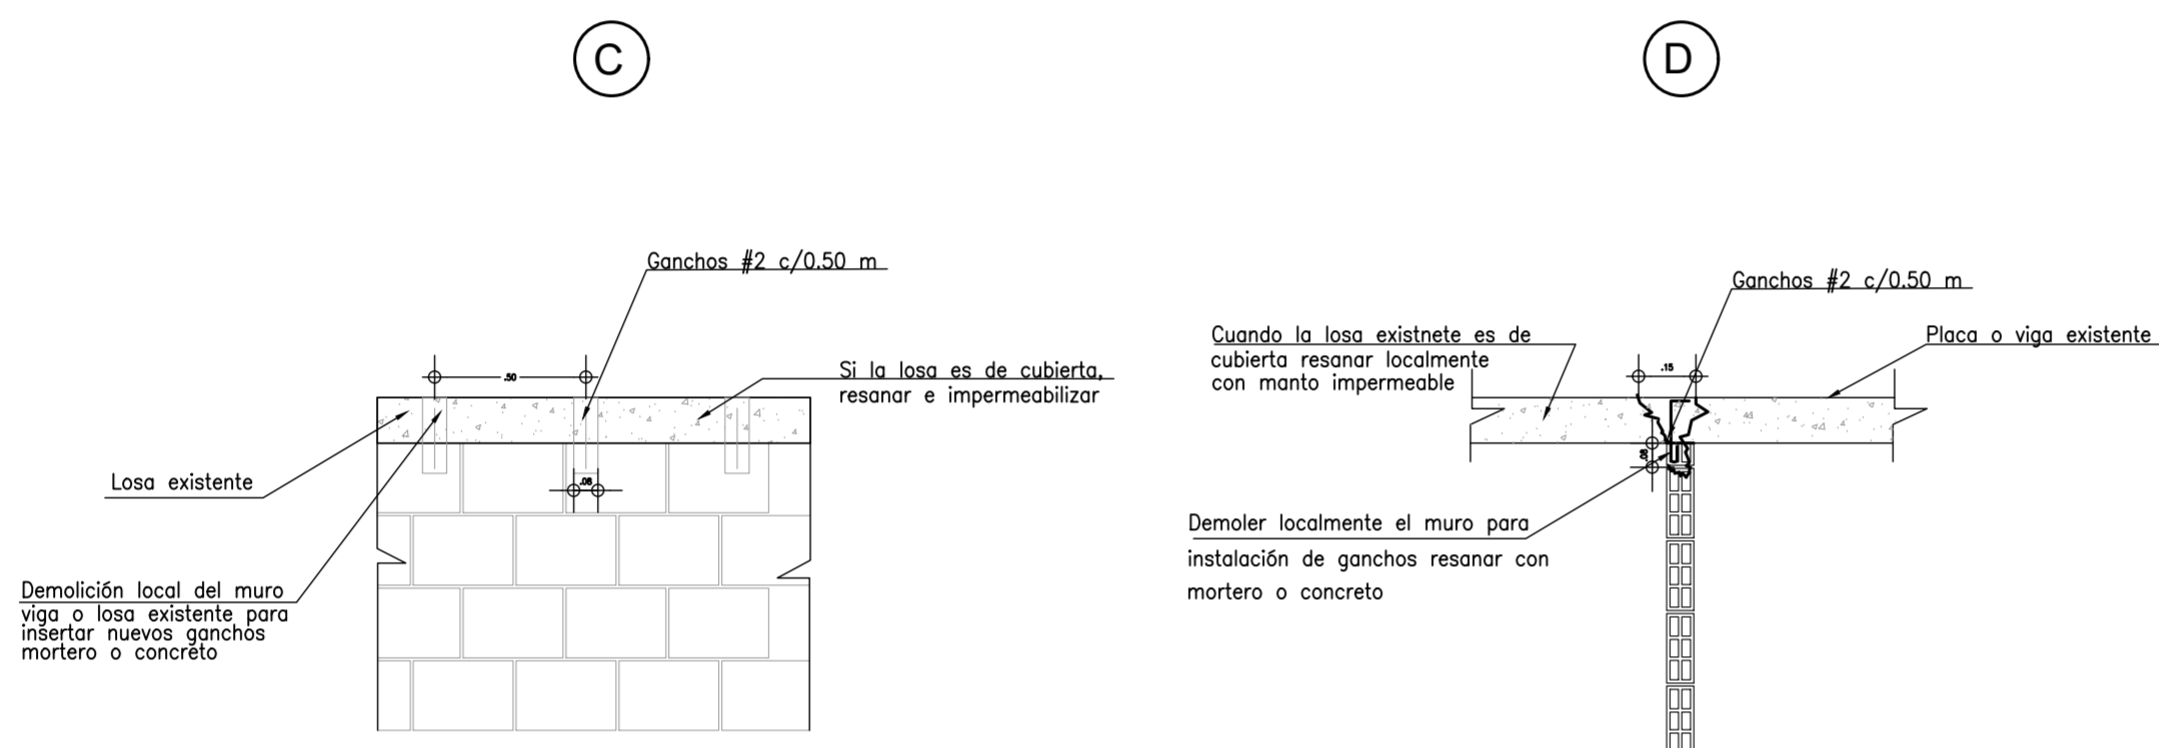 C
Ganchos #2 c/0.50 m
.50
Si la losa es de cubierta,
resanar e impermeabilizar
.08
Losa existente
Demolición local del muro
viga o losa existente para
insertar nuevos ganchos
mortero o concreto
D
Ganchos #2 c/0.50 m
Cuando la losa existnete es de
cubierta resanar localmente
con manto impermeable
Placa o viga existente
.15
.08
Demoler localmente el muro para
instalación de ganchos resanar con
mortero o concreto